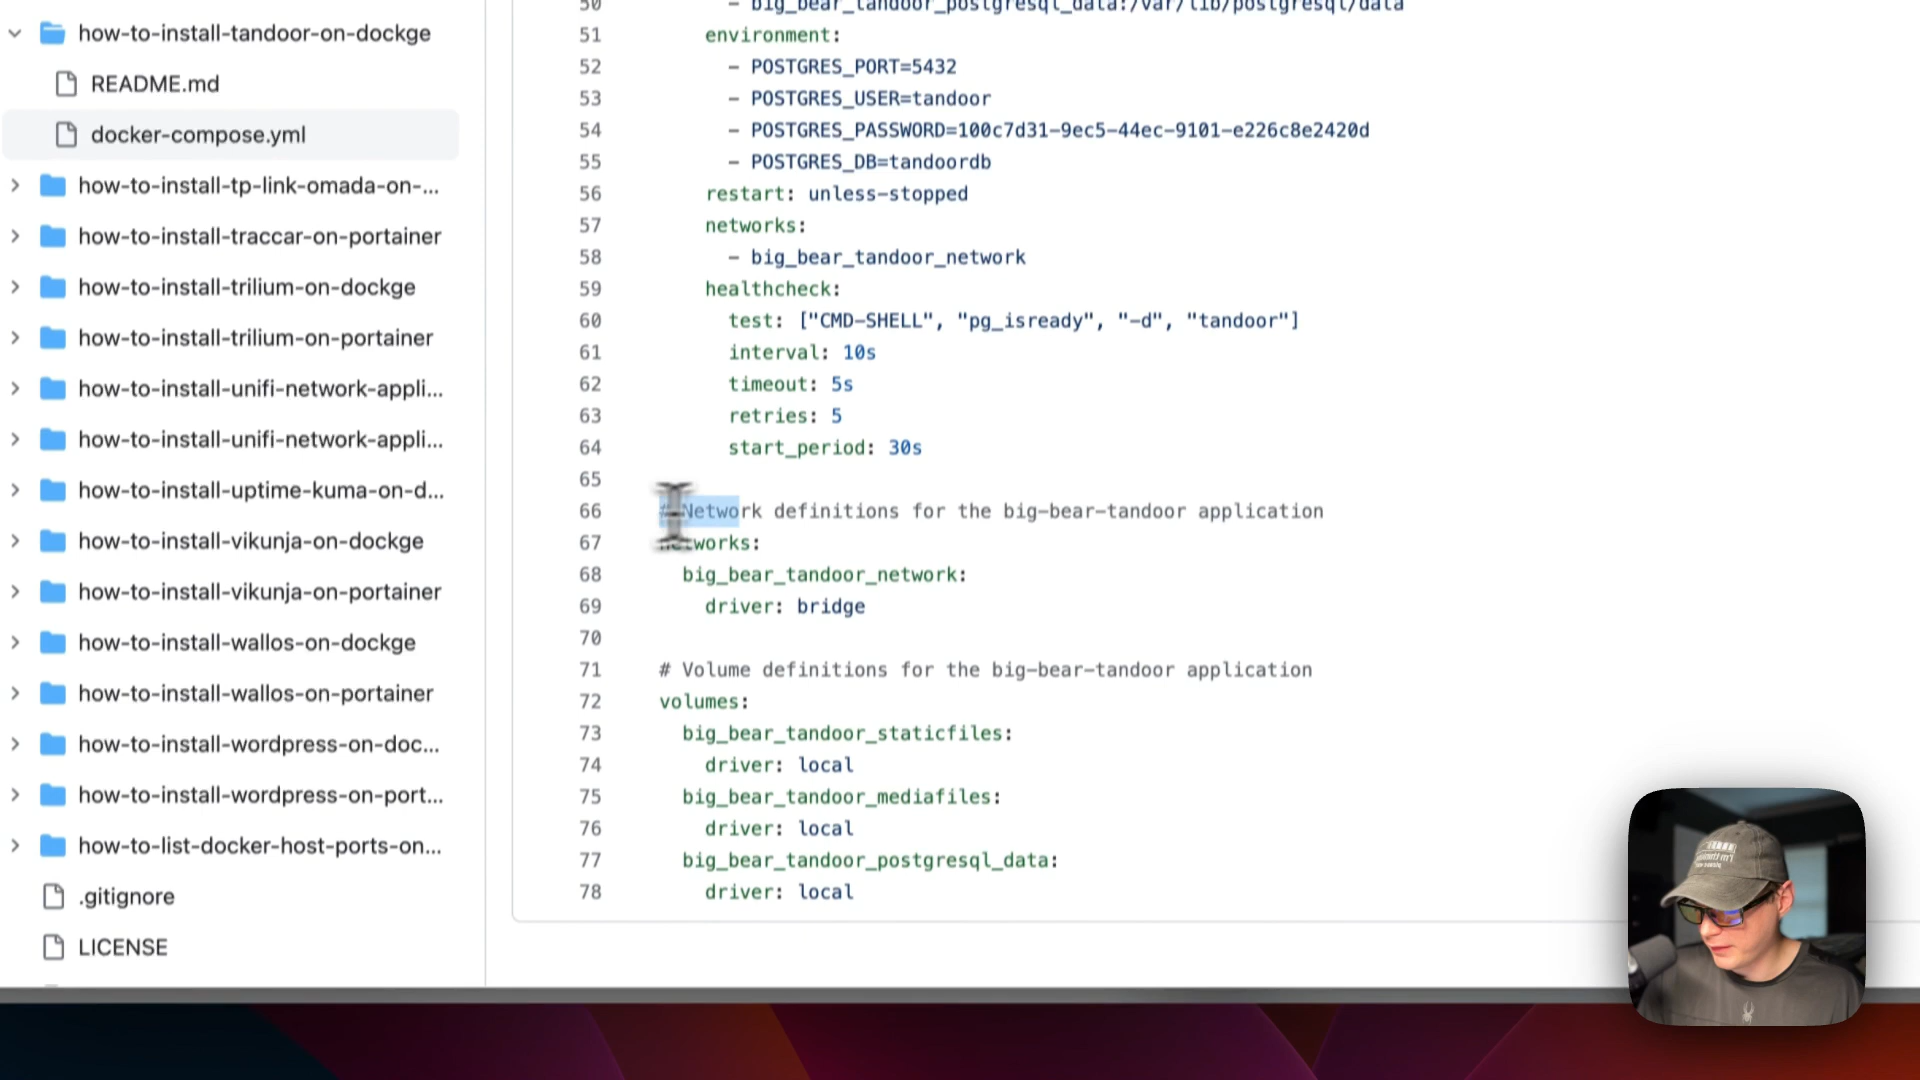 how-to-install-tandoor-on-dockge
README.md
docker-compose.yml
how-to-install-tp-link-omada-on-...
how-to-install-traccar-on-portainer
how-to-install-trilium-on-dockge
how-to-install-trilium-on-portainer
how-to-install-unifi-network-appli...
how-to-install-unifi-network-appli...
how-to-install-uptime-kuma-on-d...
how-to-install-vikunja-on-dockge
how-to-install-vikunja-on-portainer
how-to-install-wallos-on-dockge
how-to-install-wallos-on-portainer
how-to-install-wordpress-on-doc...
how-to-install-wordpress-on-port...
how-to-list-docker-host-ports-on...
.gitignore
LICENSE
50 - big_bear_tandoor_postgresql_data:/var/lib/postgresql/data
51 environment:
52 - POSTGRES_PORT=5432
53 - POSTGRES_USER=tandoor
54 - POSTGRES_PASSWORD=100c7d31-9ec5-44ec-9101-e226c8e2420d
55 - POSTGRES_DB=tandoordb
56 restart: unless-stopped
57 networks:
58 - big_bear_tandoor_network
59 healthcheck:
60 test: ["CMD-SHELL", "pg_isready", "-d", "tandoor"]
61 interval: 10s
62 timeout: 5s
63 retries: 5
64 start_period: 30s
65
66 # Network definitions for the big-bear-tandoor application
67 networks:
68 big_bear_tandoor_network:
69 driver: bridge
70
71 # Volume definitions for the big-bear-tandoor application
72 volumes:
73 big_bear_tandoor_staticfiles:
74 driver: local
75 big_bear_tandoor_mediafiles:
76 driver: local
77 big_bear_tandoor_postgresql_data:
78 driver: local